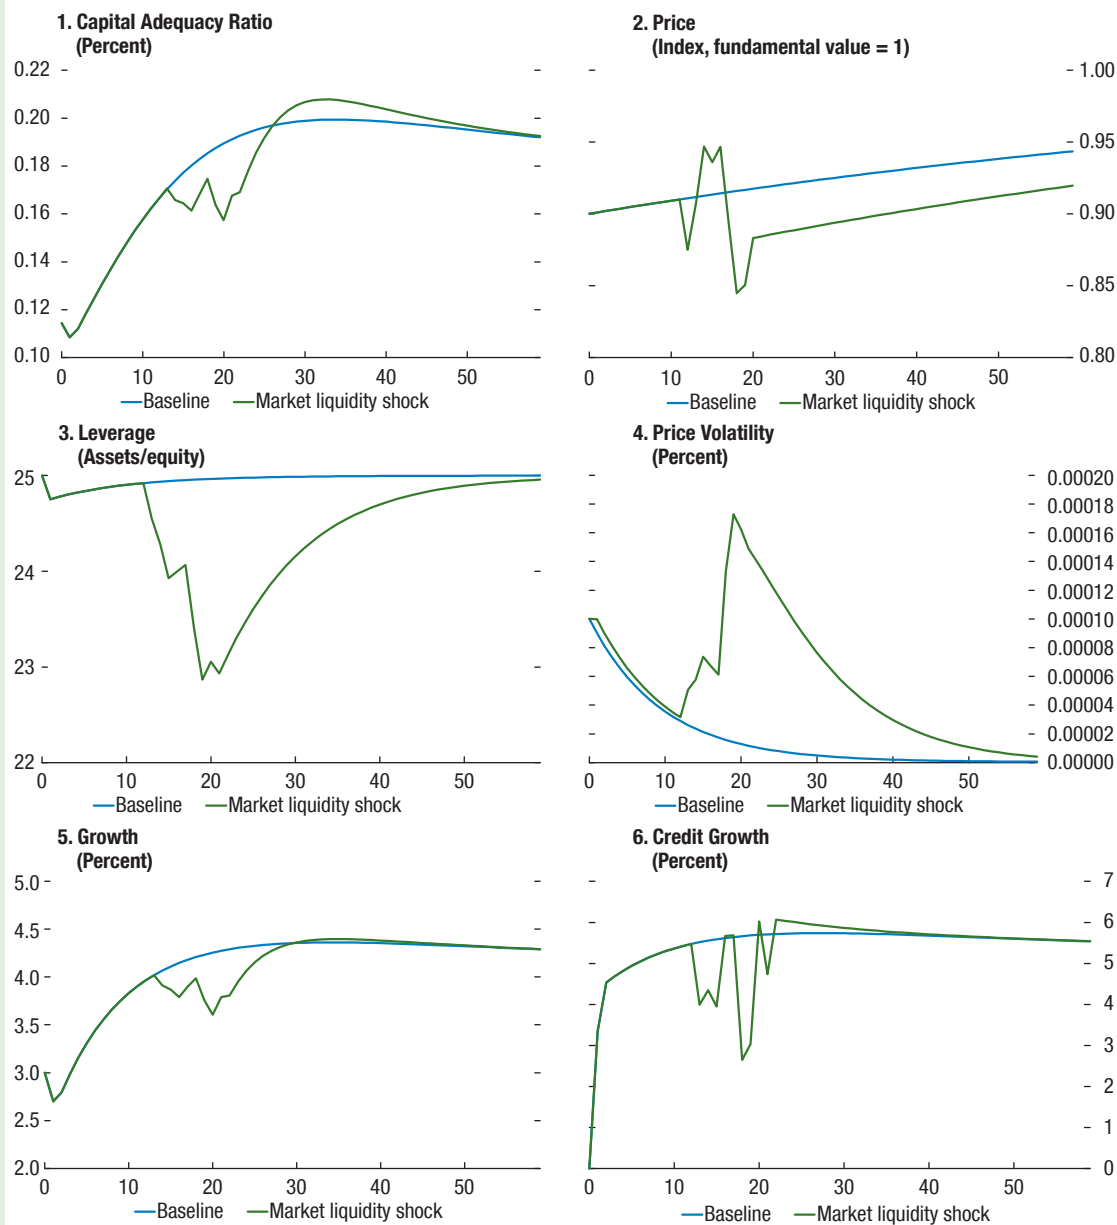 1. Capital Adequacy Ratio
(Percent)
0.22
0.20
0.18
0.16
0.14
0.12
0.10
0 10 20 30 40 50
Baseline Market liquidity shock
2. Price
(Index, fundamental value = 1)
1.00
0.95
0.90
0.85
0.80
0 10 20 30 40 50
Baseline Market liquidity shock
3. Leverage
(Assets/equity)
25
24
23
22
0 10 20 30 40 50
Baseline Market liquidity shock
4. Price Volatility
(Percent)
0.00020
0.00018
0.00016
0.00014
0.00012
0.00010
0.00008
0.00006
0.00004
0.00002
0.00000
0 10 20 30 40 50
Baseline Market liquidity shock
5. Growth
(Percent)
5.0
4.5
4.0
3.5
3.0
2.5
2.0
0 10 20 30 40 50
Baseline Market liquidity shock
6. Credit Growth
(Percent)
7
6
5
4
3
2
1
0
0 10 20 30 40 50
Baseline Market liquidity shock